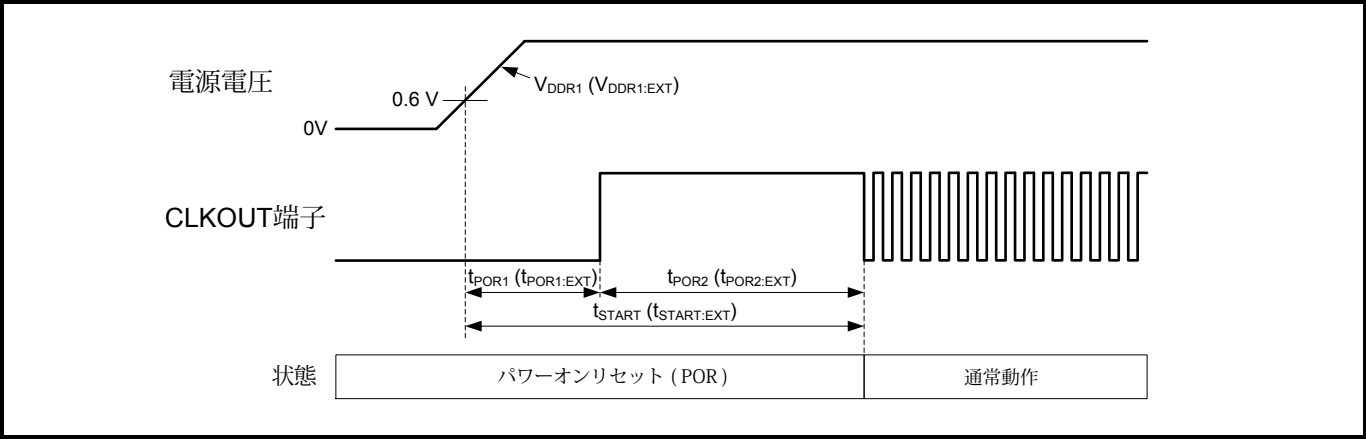 電源電圧
V_DDR1 (V_DDR1:EXT)
0.6 V
0V
CLKOUT端子
t_POR1 (t_POR1:EXT)
t_POR2 (t_POR2:EXT)
t_START (t_START:EXT)
状態
パワーオンリセット ( POR )
通常動作